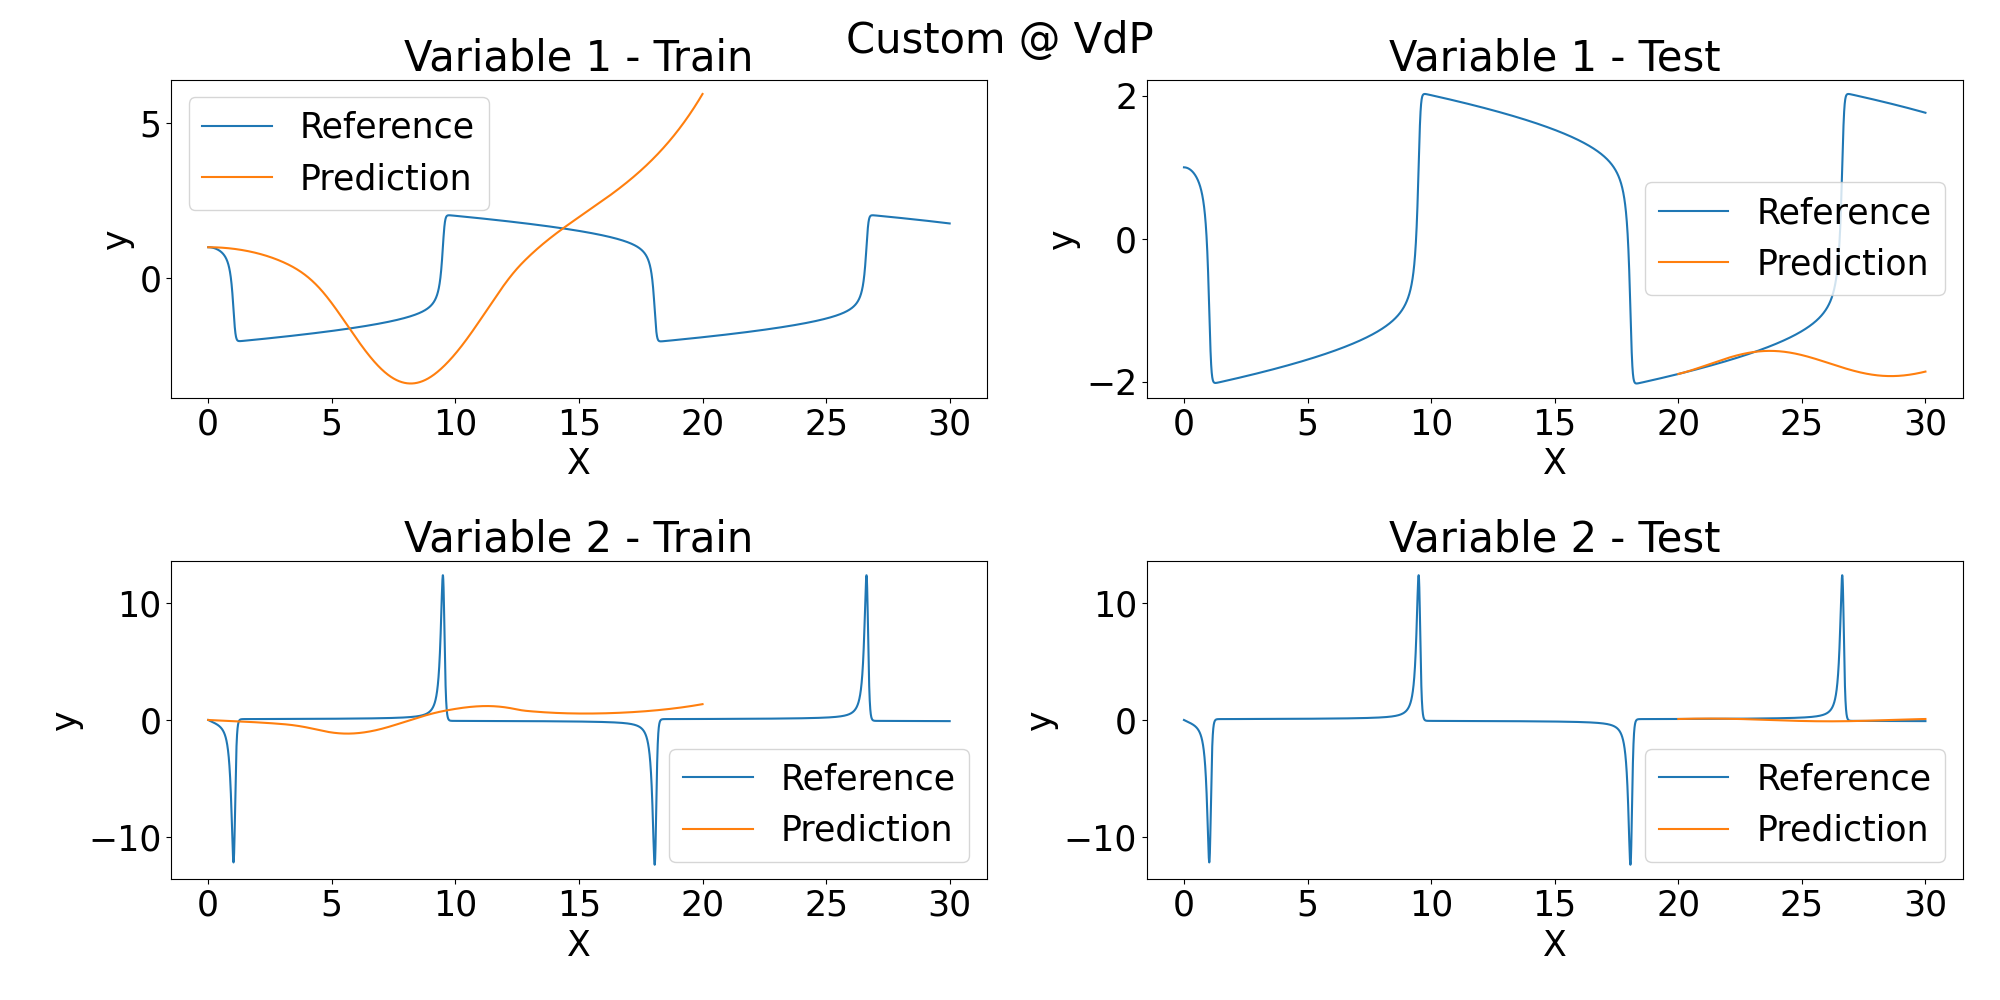 Custom @ VdP
Variable 1 - Train
Reference
Prediction
y
5
0
0 5 10 15 20 25 30
X
Variable 1 - Test
Reference
Prediction
y
2
0
−2
0 5 10 15 20 25 30
X
Variable 2 - Train
Reference
Prediction
y
10
0
−10
0 5 10 15 20 25 30
X
Variable 2 - Test
Reference
Prediction
y
10
0
−10
0 5 10 15 20 25 30
X